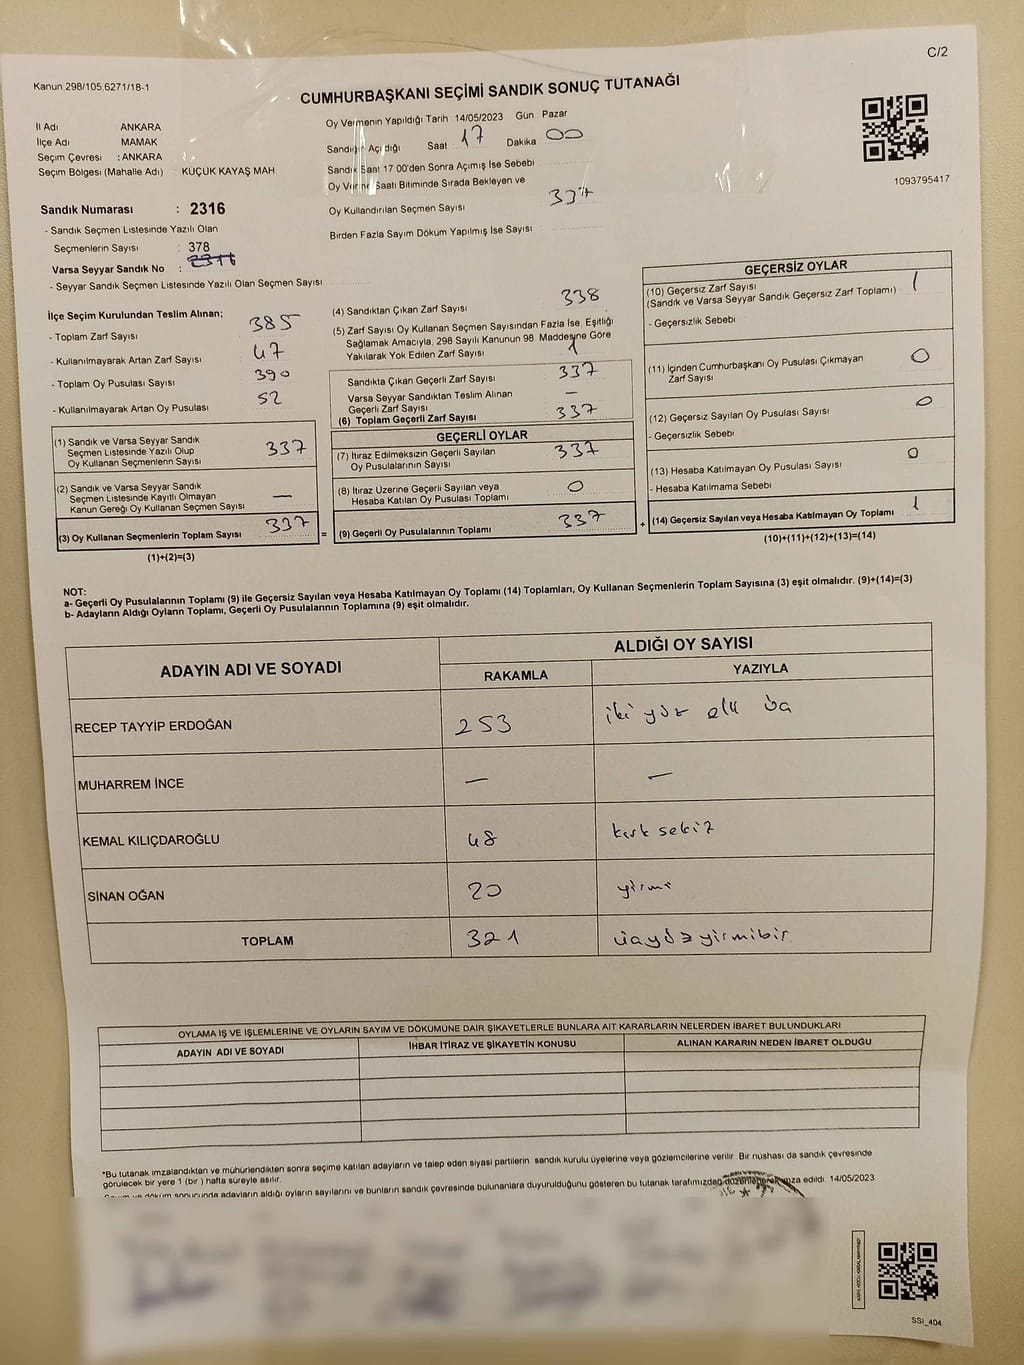 C/2
Kanun 298/105,6271/18-1
CUMHURBAŞKANI SEÇİMİ SANDIK SONUÇ TUTANAĞI
İl Adı ANKARA
İlçe Adı MAMAK
Seçim Çevresi : ANKARA
Seçim Bölgesi (Mahalle Adı) KÜÇÜK KAYAŞ MAH.
Sandık Numarası : 2316
- Sandık Seçmen Listesinde Yazılı Olan
Seçmenlerin Sayısı : 378
Varsa Seyyar Sandık No : 2316
- Seyyar Sandık Seçmen Listesinde Yazılı Olan Seçmen Sayısı
Oy Vermenin Yapıldığı Tarih 14/05/2023 Gün Pazar
Sandığın Açıldığı Saat 17 Dakika 00
Sandık Saat 17:00'den Sonra Açımış İse Sebebi
Oy Verme Saati Bitiminde Sırada Bekleyen ve
Oy Kullandırılan Seçmen Sayısı 337
Birden Fazla Sayım Döküm Yapılmış İse Sayısı
1093795417
İlçe Seçim Kurulundan Teslim Alınan;
- Toplam Zarf Sayısı 385
- Kullanılmayarak Artan Zarf Sayısı 47
- Toplam Oy Pusulası Sayısı 390
- Kullanılmayarak Artan Oy Pusulası 52
(1) Sandık ve Varsa Seyyar Sandık
Seçmen Listesinde Yazılı Olup
Oy Kullanan Seçmenlerin Sayısı 337
(2) Sandık ve Varsa Seyyar Sandık
Seçmen Listesinde Kayıtlı Olmayan
Kanun Gereği Oy Kullanan Seçmen Sayısı —
(3) Oy Kullanan Seçmenlerin Toplam Sayısı 337
(1)+(2)=(3)
(4) Sandıktan Çıkan Zarf Sayısı 338
(5) Zarf Sayısı Oy Kullanan Seçmen Sayısından Fazla İse, Eşitliği
Sağlamak Amacıyla, 298 Sayılı Kanunun 98. Maddesine Göre
Yakılarak Yok Edilen Zarf Sayısı 1
Sandıkta Çıkan Geçerli Zarf Sayısı 337
Varsa Seyyar Sandıktan Teslim Alınan
Geçerli Zarf Sayısı —
(6) Toplam Geçerli Zarf Sayısı 337
GEÇERLİ OYLAR
(7) İtiraz Edilmeksizin Geçerli Sayılan
Oy Pusulalarının Sayısı 337
(8) İtiraz Üzerine Geçerli Sayılan veya
Hesaba Katılan Oy Pusulası Toplamı 0
= (9) Geçerli Oy Pusulalarının Toplamı 337
GEÇERSİZ OYLAR
(10) Geçersiz Zarf Sayısı 1
(Sandık ve Varsa Seyyar Sandık Geçersiz Zarf Toplamı)
- Geçersizlik Sebebi
(11) İçinden Cumhurbaşkanı Oy Pusulası Çıkmayan
Zarf Sayısı 0
(12) Geçersiz Sayılan Oy Pusulası Sayısı 0
- Geçersizlik Sebebi
(13) Hesaba Katılmayan Oy Pusulası Sayısı 0
- Hesaba Katılmama Sebebi
+ (14) Geçersiz Sayılan veya Hesaba Katılmayan Oy Toplamı 1
(10)+(11)+(12)+(13)=(14)
NOT:
a- Geçerli Oy Pusulalarının Toplamı (9) ile Geçersiz Sayılan veya Hesaba Katılmayan Oy Toplamı (14) Toplamları, Oy Kullanan Seçmenlerin Toplam Sayısına (3) eşit olmalıdır. (9)+(14)=(3)
b- Adayların Aldığı Oyların Toplamı, Geçerli Oy Pusulalarının Toplamına (9) eşit olmalıdır.
ADAYIN ADI VE SOYADI ALDIĞI OY SAYISI
RAKAMLA YAZIYLA
RECEP TAYYİP ERDOĞAN 253 iki yüz elli üç
MUHARREM İNCE — —
KEMAL KILIÇDAROĞLU 48 kırk sekiz
SİNAN OĞAN 20 yirmi
TOPLAM 321 üçyüzyirmibir
OYLAMA İŞ VE İŞLEMLERİNE VE OYLARIN SAYIM VE DÖKÜMÜNE DAİR ŞİKAYETLERLE BUNLARA AİT KARARLARIN NELERDEN İBARET BULUNDUKLARI
ADAYIN ADI VE SOYADI İHBAR İTİRAZ VE ŞİKAYETİN KONUSU ALINAN KARARIN NEDEN İBARET OLDUĞU
*Bu tutanak imzalandıktan ve mühürlendikten sonra seçime katılan adayların ve talep eden siyasi partilerin sandık kurulu üyelerine veya gözlemcilerine verilir. Bir nüshası da sandık çevresinde
görülecek bir yere 1 (bir) hafta süreyle asılır.
döküm sonucunda adayların aldığı oyların sayılarını ve bunların sandık çevresinde bulunanlara duyurulduğunu gösteren bu tutanak tarafımızdan düzenlenerek imza edildi. 14/05/2023
SSI_404